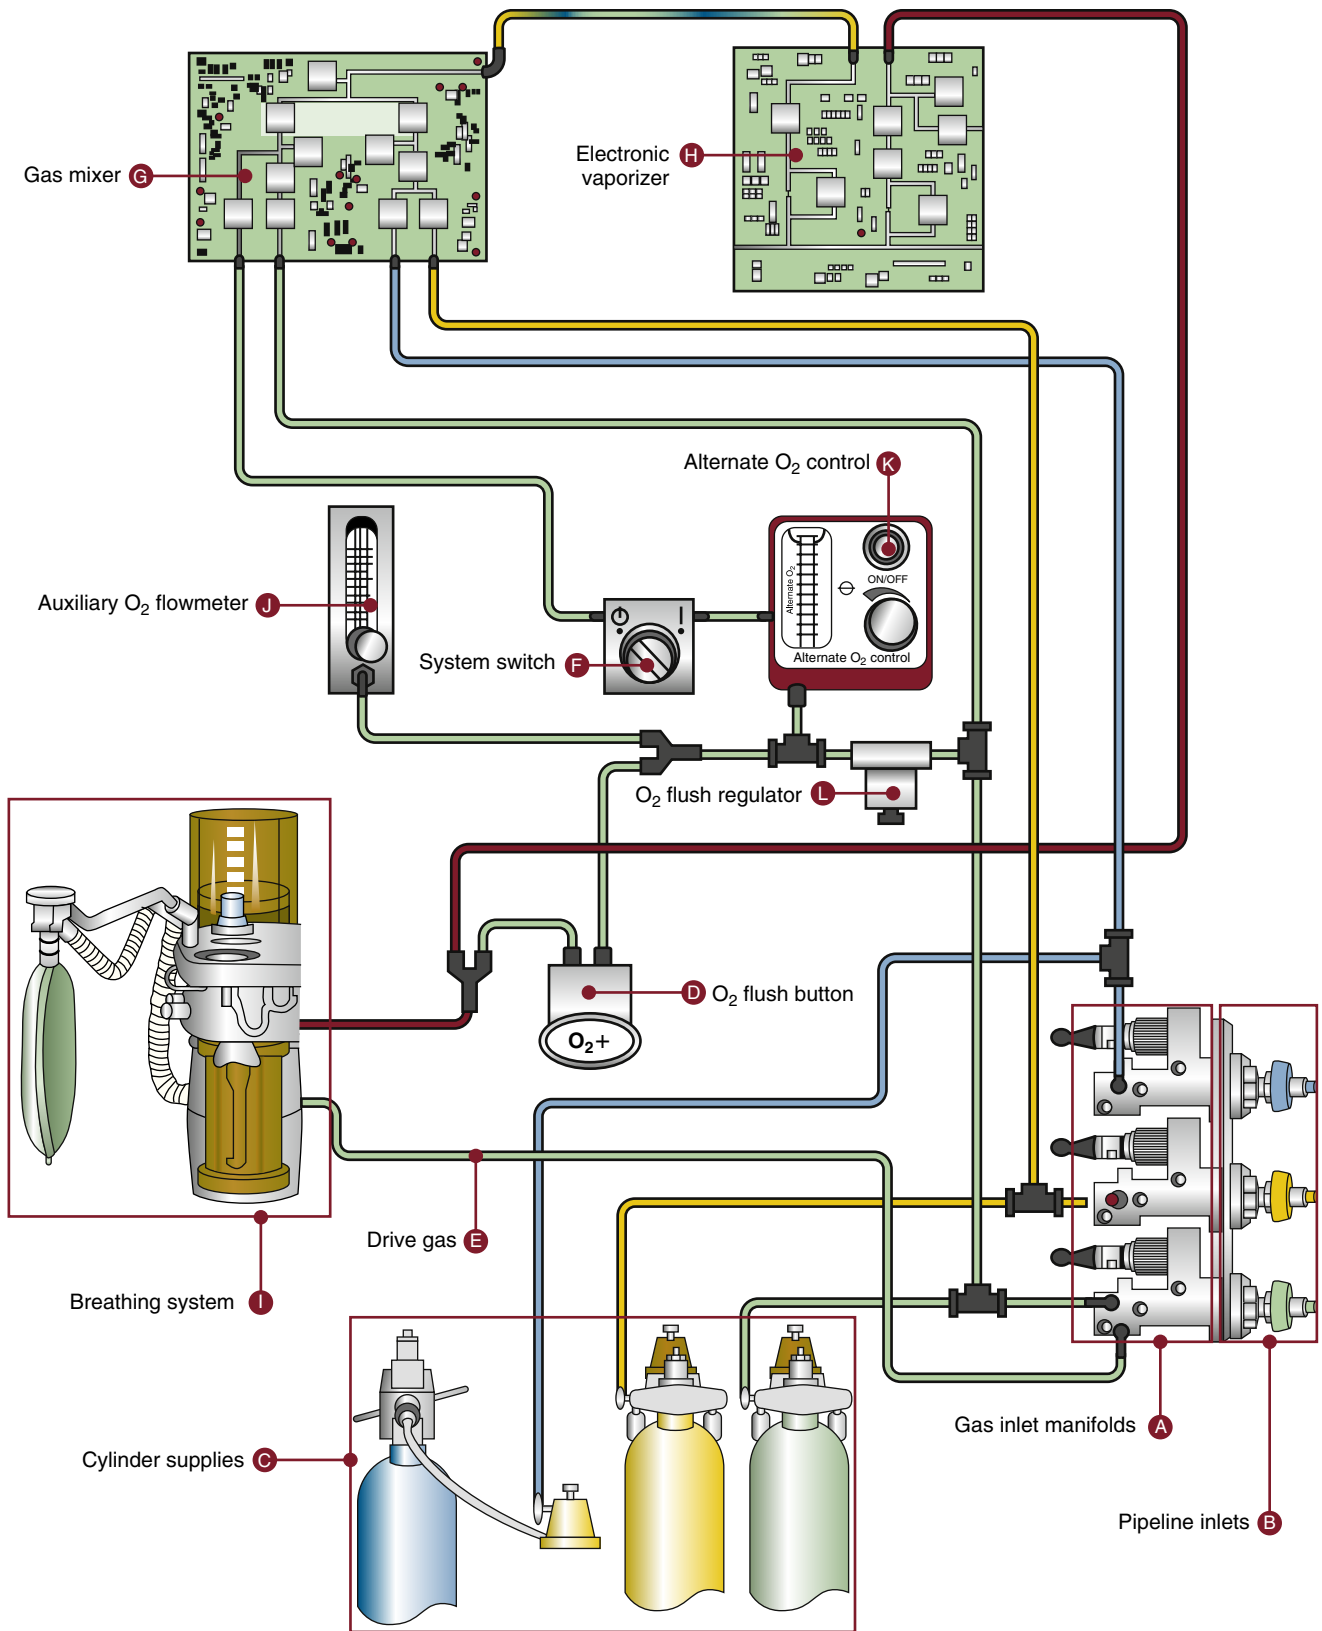 Gas mixer G
Electronic
vaporizer
H
Alternate O₂ control K
Alternate O₂
ON/OFF
Alternate O₂ control
Auxiliary O₂ flowmeter J
System switch F
O₂ flush regulator L
D O₂ flush button
O₂+
Drive gas E
Breathing system I
Gas inlet manifolds A
Cylinder supplies C
Pipeline inlets B